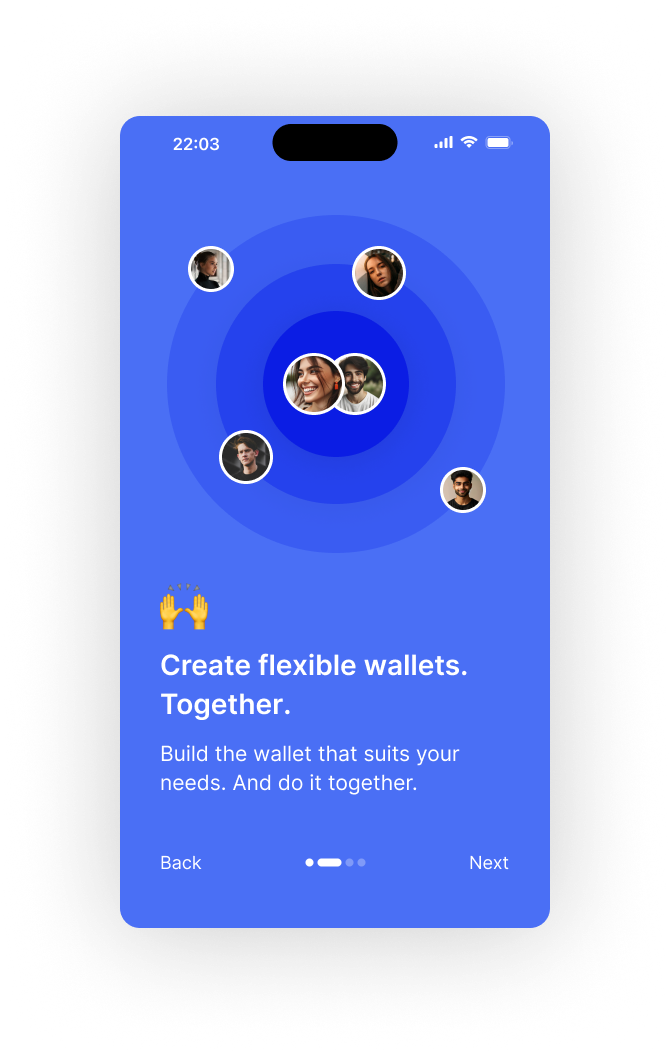 22:03
Create flexible wallets.
Together.
Build the wallet that suits your
needs. And do it together.
Back
Next